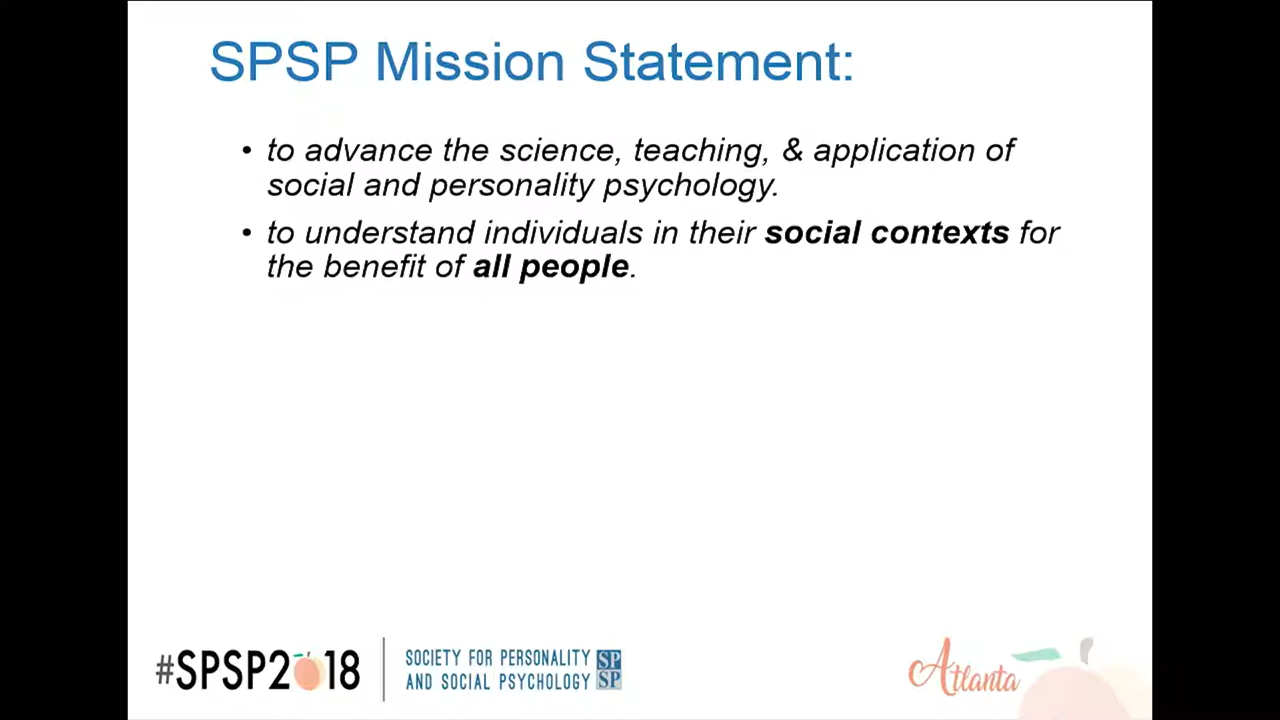 SPSP Mission Statement:
• to advance the science, teaching, & application of
social and personality psychology.
• to understand individuals in their social contexts for
the benefit of all people.
#SPSP2018
SOCIETY FOR PERSONALITY
AND SOCIAL PSYCHOLOGY
SP
SP
Atlanta